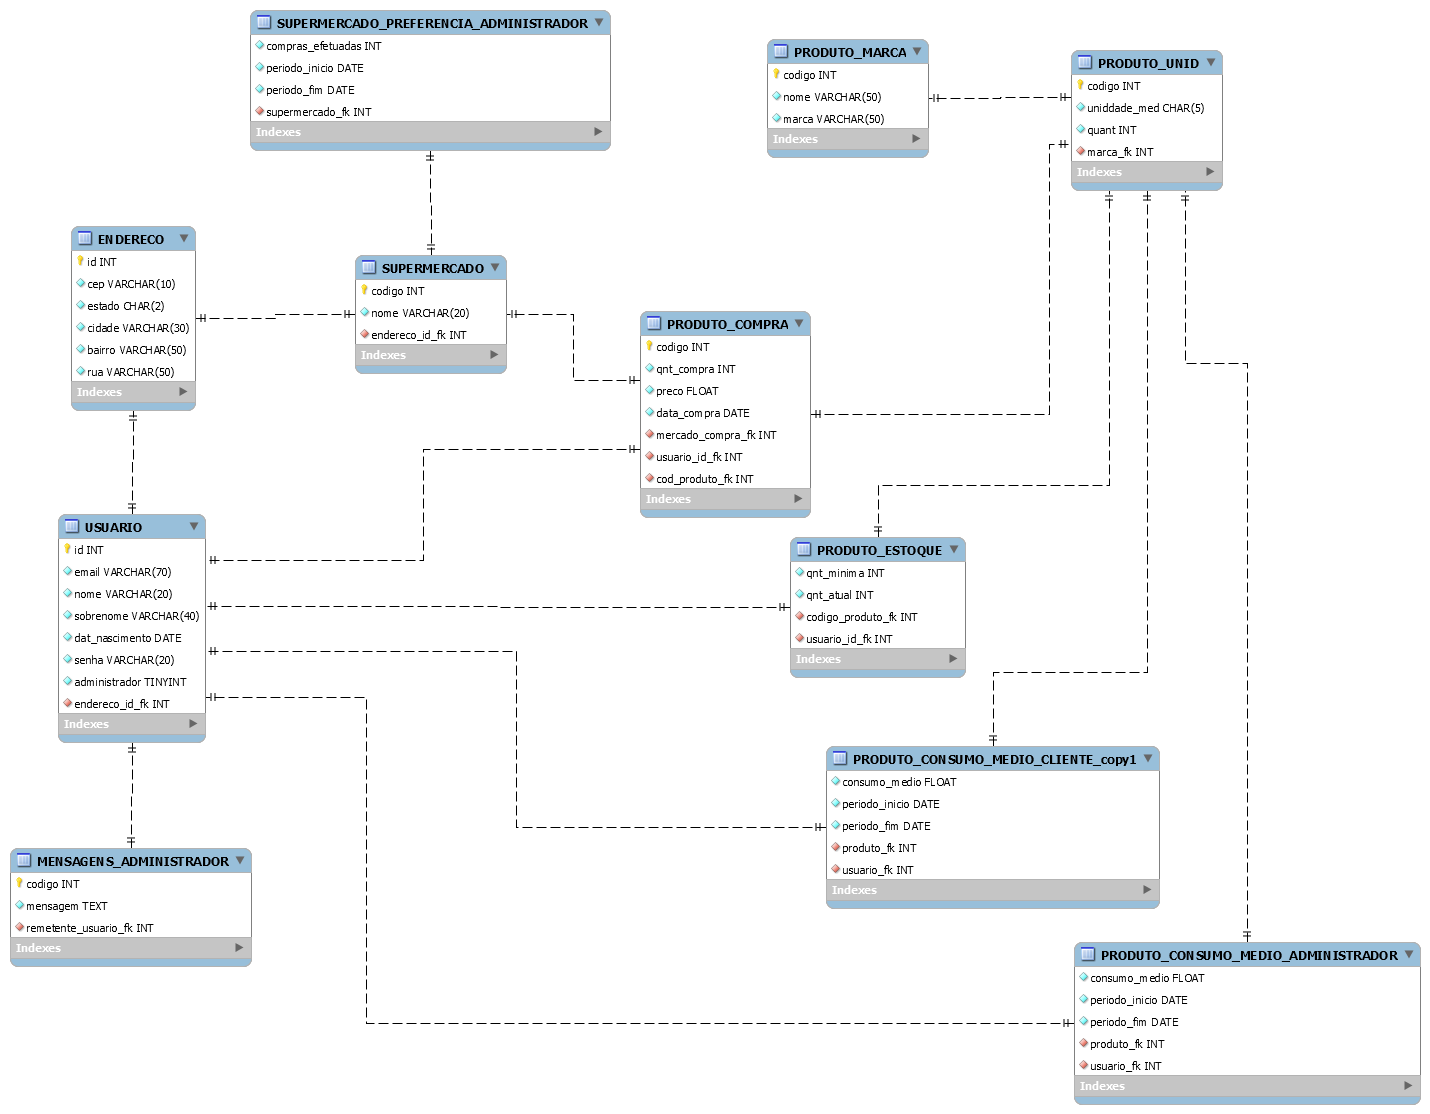 SUPERMERCADO_PREFERENCIA_ADMINISTRADOR
compras_efetuadas INT
periodo_inicio DATE
periodo_fim DATE
supermercado_fk INT
Indexes
PRODUTO_MARCA
codigo INT
nome VARCHAR(50)
marca VARCHAR(50)
Indexes
PRODUTO_UNID
codigo INT
uniddade_med CHAR(5)
quant INT
marca_fk INT
Indexes
ENDERECO
id INT
cep VARCHAR(10)
estado CHAR(2)
cidade VARCHAR(30)
bairro VARCHAR(50)
rua VARCHAR(50)
Indexes
SUPERMERCADO
codigo INT
nome VARCHAR(20)
endereco_id_fk INT
Indexes
PRODUTO_COMPRA
codigo INT
qnt_compra INT
preco FLOAT
data_compra DATE
mercado_compra_fk INT
usuario_id_fk INT
cod_produto_fk INT
Indexes
USUARIO
id INT
email VARCHAR(70)
nome VARCHAR(20)
sobrenome VARCHAR(40)
dat_nascimento DATE
senha VARCHAR(20)
administrador TINYINT
endereco_id_fk INT
Indexes
PRODUTO_ESTOQUE
qnt_minima INT
qnt_atual INT
codigo_produto_fk INT
usuario_id_fk INT
Indexes
PRODUTO_CONSUMO_MEDIO_CLIENTE_copy1
consumo_medio FLOAT
periodo_inicio DATE
periodo_fim DATE
produto_fk INT
usuario_fk INT
Indexes
MENSAGENS_ADMINISTRADOR
codigo INT
mensagem TEXT
remetente_usuario_fk INT
Indexes
PRODUTO_CONSUMO_MEDIO_ADMINISTRADOR
consumo_medio FLOAT
periodo_inicio DATE
periodo_fim DATE
produto_fk INT
usuario_fk INT
Indexes